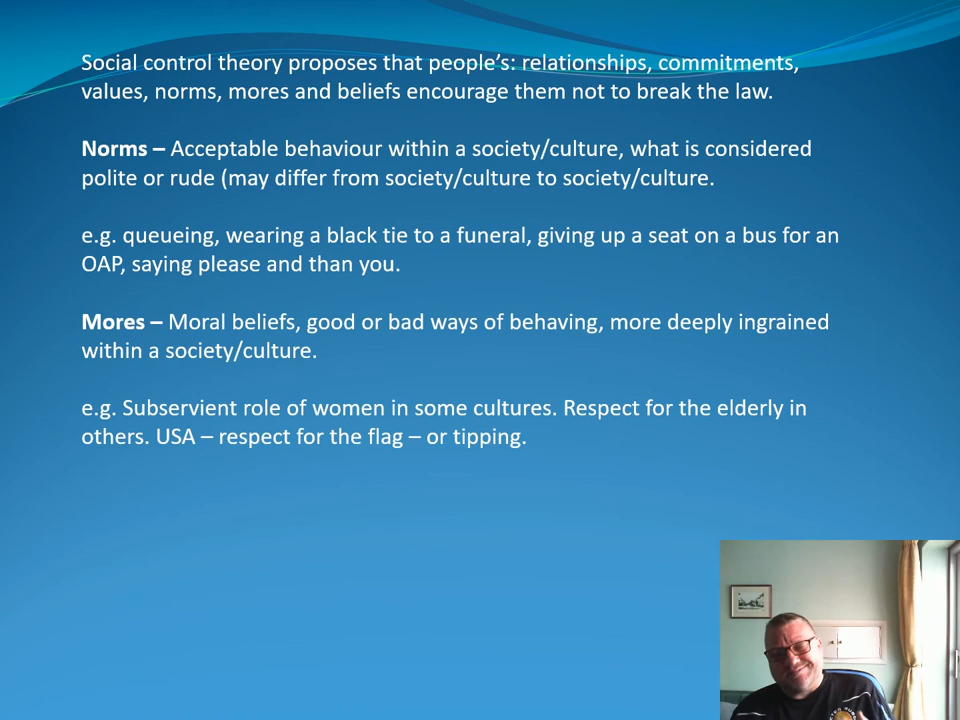 Social control theory proposes that people's: relationships, commitments,
values, norms, mores and beliefs encourage them not to break the law.
Norms – Acceptable behaviour within a society/culture, what is considered
polite or rude (may differ from society/culture to society/culture.
e.g. queueing, wearing a black tie to a funeral, giving up a seat on a bus for an
OAP, saying please and than you.
Mores – Moral beliefs, good or bad ways of behaving, more deeply ingrained
within a society/culture.
e.g. Subservient role of women in some cultures. Respect for the elderly in
others. USA – respect for the flag – or tipping.